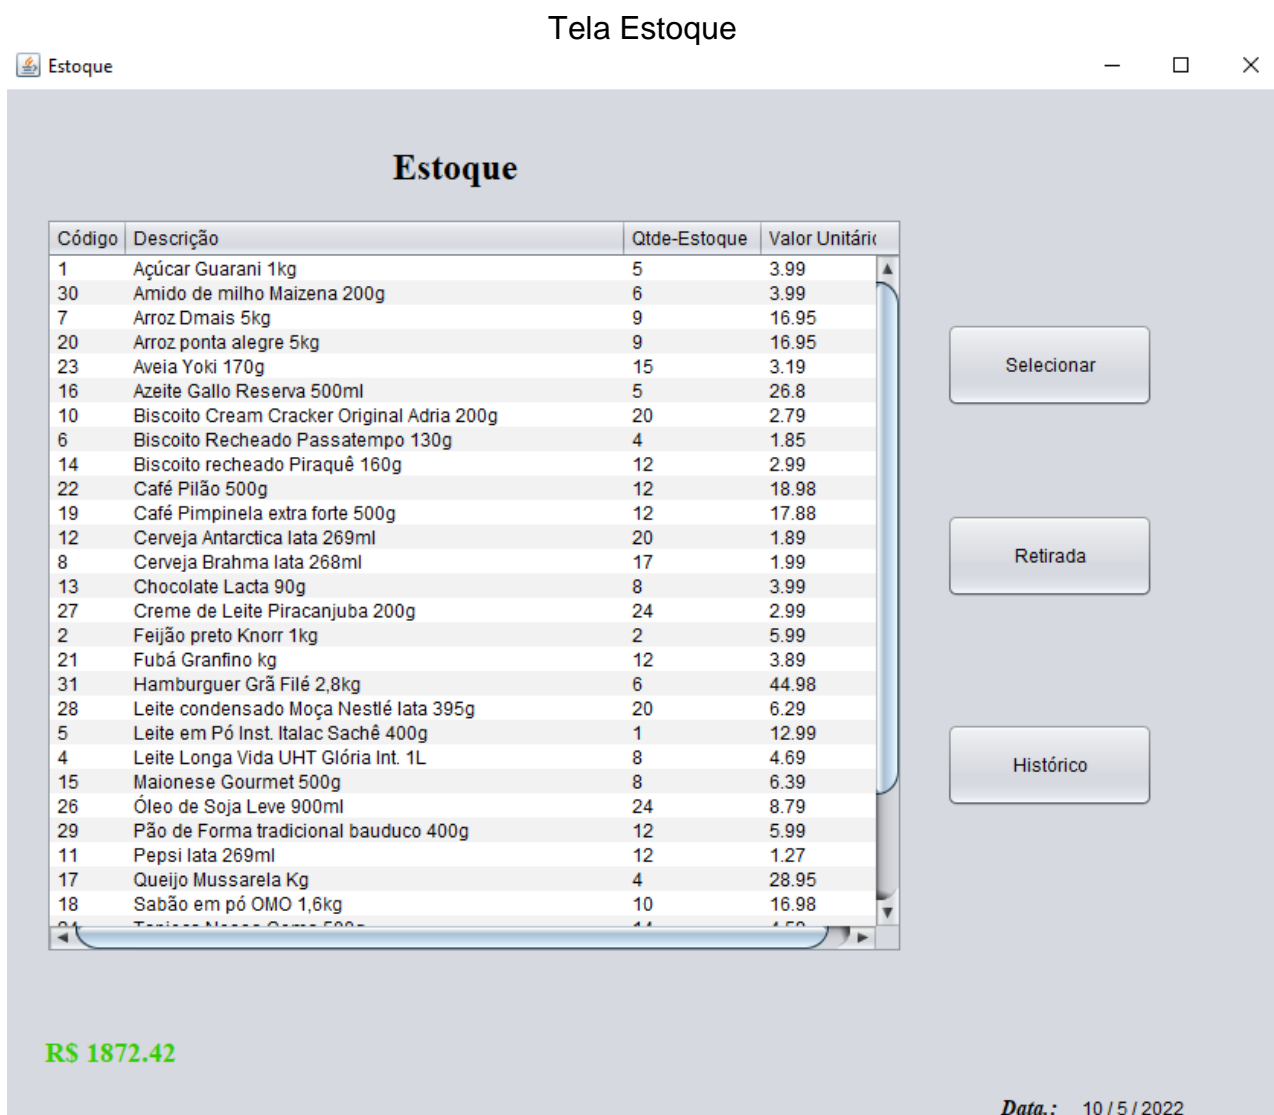 Tela Estoque
Estoque
Estoque
Código Descrição Qtde-Estoque Valor Unitári
1 Açúcar Guarani 1kg 5 3.99
30 Amido de milho Maizena 200g 6 3.99
7 Arroz Dmais 5kg 9 16.95
20 Arroz ponta alegre 5kg 9 16.95
23 Aveia Yoki 170g 15 3.19
16 Azeite Gallo Reserva 500ml 5 26.8
10 Biscoito Cream Cracker Original Adria 200g 20 2.79
6 Biscoito Recheado Passatempo 130g 4 1.85
14 Biscoito recheado Piraquê 160g 12 2.99
22 Café Pilão 500g 12 18.98
19 Café Pimpinela extra forte 500g 12 17.88
12 Cerveja Antarctica lata 269ml 20 1.89
8 Cerveja Brahma lata 268ml 17 1.99
13 Chocolate Lacta 90g 8 3.99
27 Creme de Leite Piracanjuba 200g 24 2.99
2 Feijão preto Knorr 1kg 2 5.99
21 Fubá Granfino kg 12 3.89
31 Hamburguer Grã Filé 2,8kg 6 44.98
28 Leite condensado Moça Nestlé lata 395g 20 6.29
5 Leite em Pó Inst. Italac Sachê 400g 1 12.99
4 Leite Longa Vida UHT Glória Int. 1L 8 4.69
15 Maionese Gourmet 500g 8 6.39
26 Óleo de Soja Leve 900ml 24 8.79
29 Pão de Forma tradicional bauduco 400g 12 5.99
11 Pepsi lata 269ml 12 1.27
17 Queijo Mussarela Kg 4 28.95
18 Sabão em pó OMO 1,6kg 10 16.98
Selecionar
Retirada
Histórico
R$ 1872.42
Data.: 10 / 5 / 2022